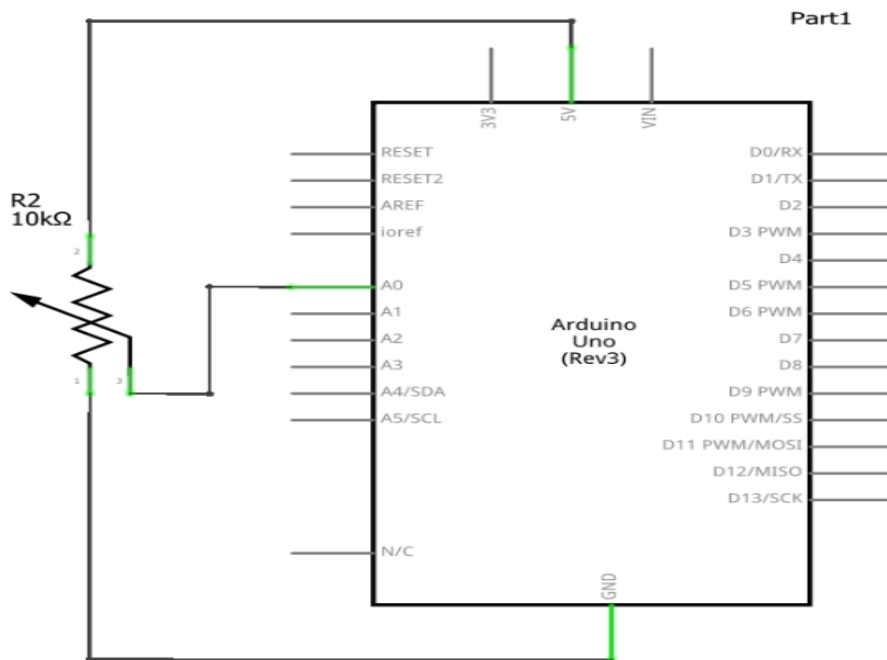 Part1
3V3
5V
VIN
RESET
RESET2
AREF
ioref
A0
A1
A2
A3
A4/SDA
A5/SCL
N/C
R2
10kΩ
2
1
3
Arduino
Uno
(Rev3)
D0/RX
D1/TX
D2
D3 PWM
D4
D5 PWM
D6 PWM
D7
D8
D9 PWM
D10 PWM/SS
D11 PWM/MOSI
D12/MISO
D13/SCK
GND